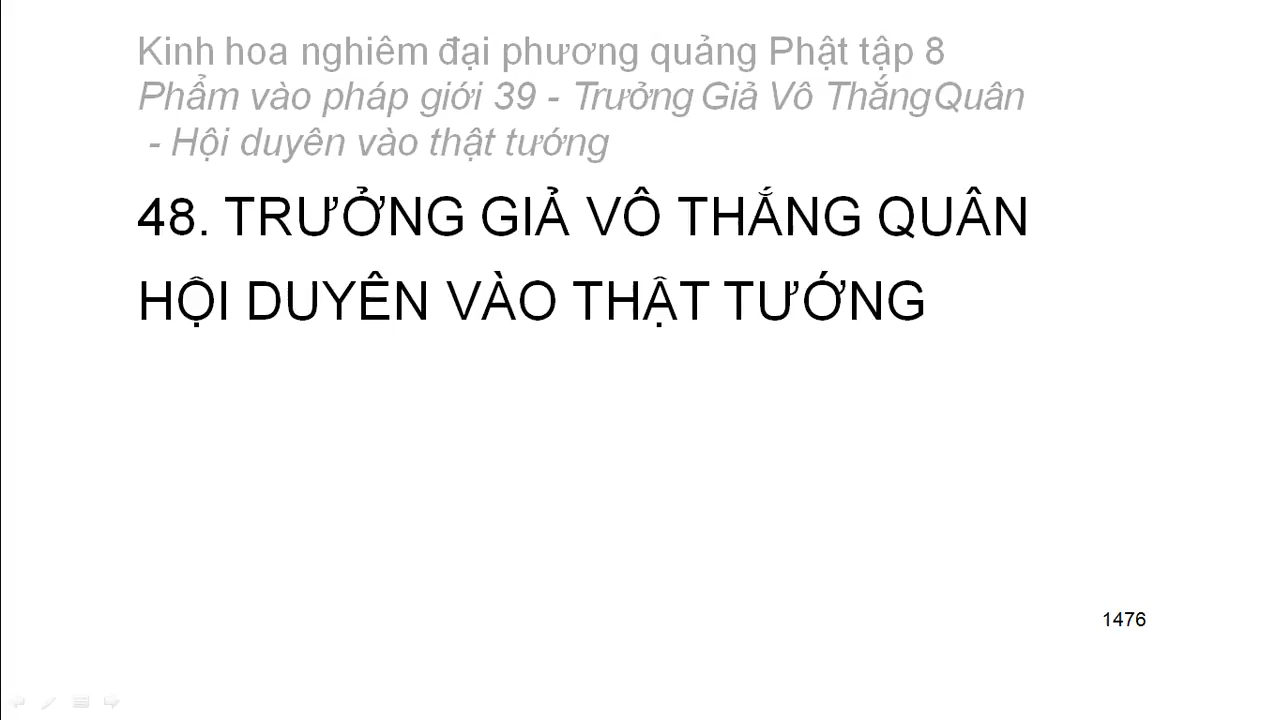 Kinh hoa nghiêm đại phương quảng Phật tập 8
Phẩm vào pháp giới 39 - Trưởng Giả Vô ThắngQuân
- Hội duyên vào thật tướng
48. TRƯỞNG GIẢ VÔ THẮNG QUÂN
HỘI DUYÊN VÀO THẬT TƯỚNG
1476